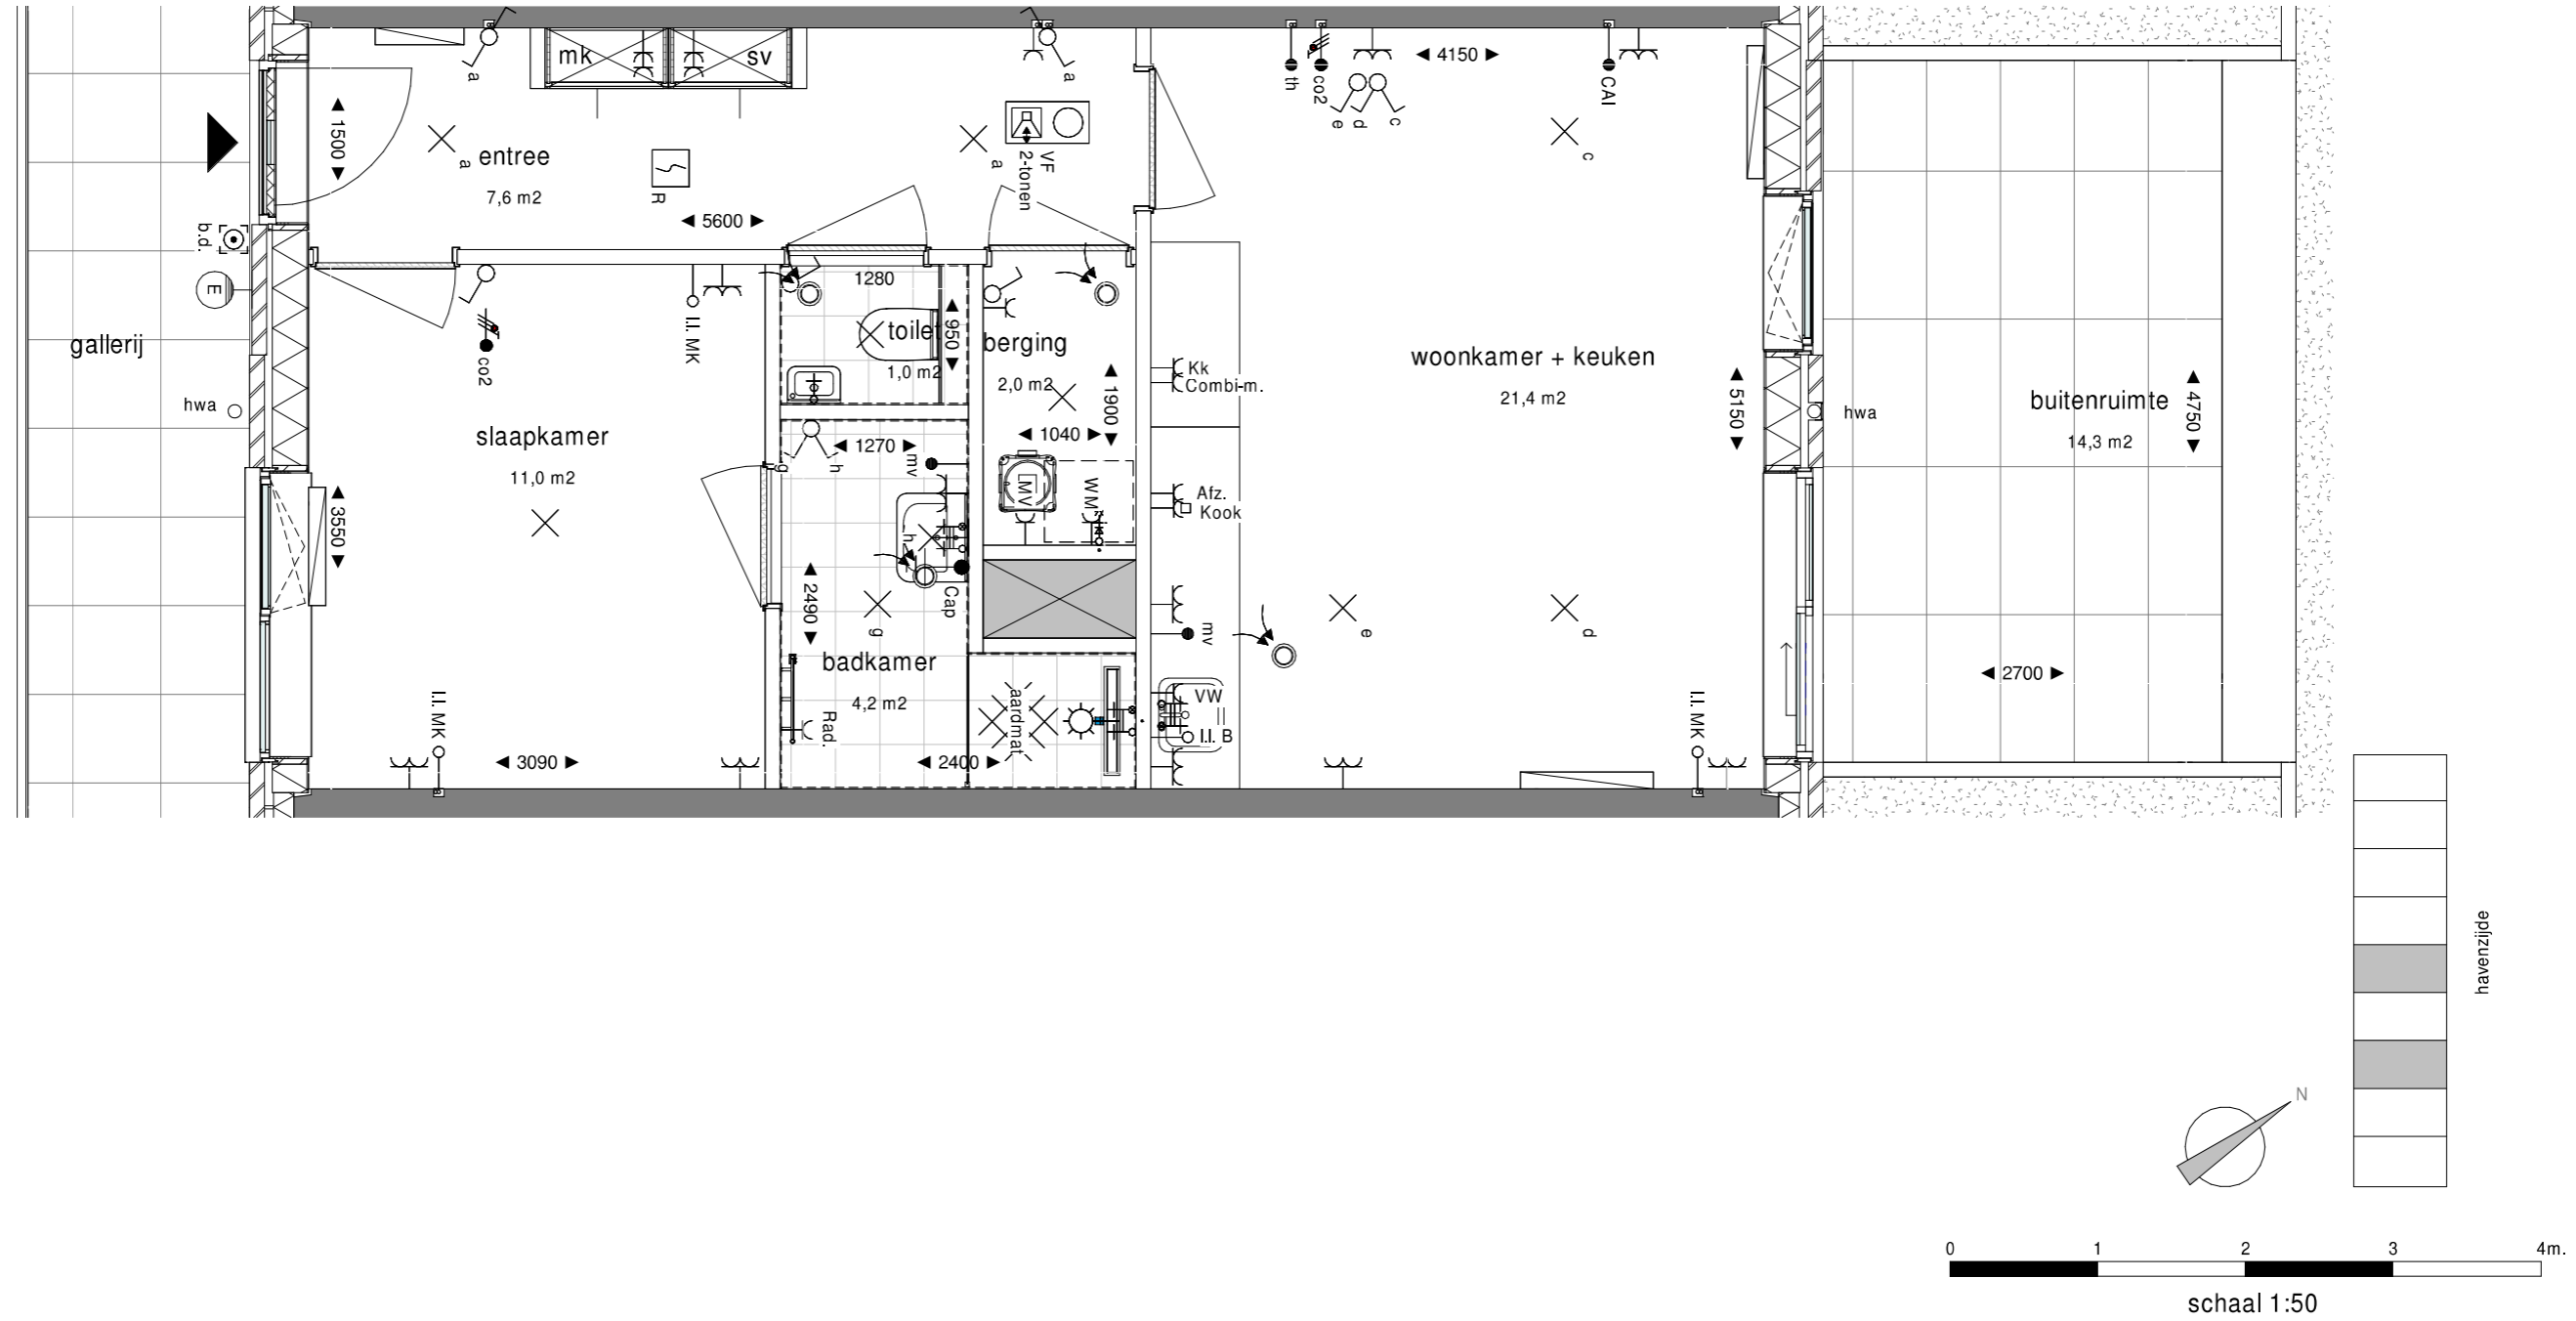 mk
sv
a
a
th
co2
e
d
c
4150
CAI
1500
a
entree
7,6 m2
R
5600
a
VF
2-tonen
c
b.d.
E
gallerij
hwa
co2
I.I. MK
1280
toilet
1,0 m2
950
berging
2,0 m2
1900
1040
Kk
Combi-m.
woonkamer + keuken
21,4 m2
5150
hwa
buitenruimte
14,3 m2
4750
slaapkamer
11,0 m2
3550
g
h
1270
mv
MV
WM
Afz.
Kook
h
Cap
2490
g
badkamer
4,2 m2
Rad.
aardmat
2400
mv
VW
I.I. B
e
d
I.I. MK
3090
I.I. MK
2700
havenzijde
N
0 1 2 3 4m.
schaal 1:50